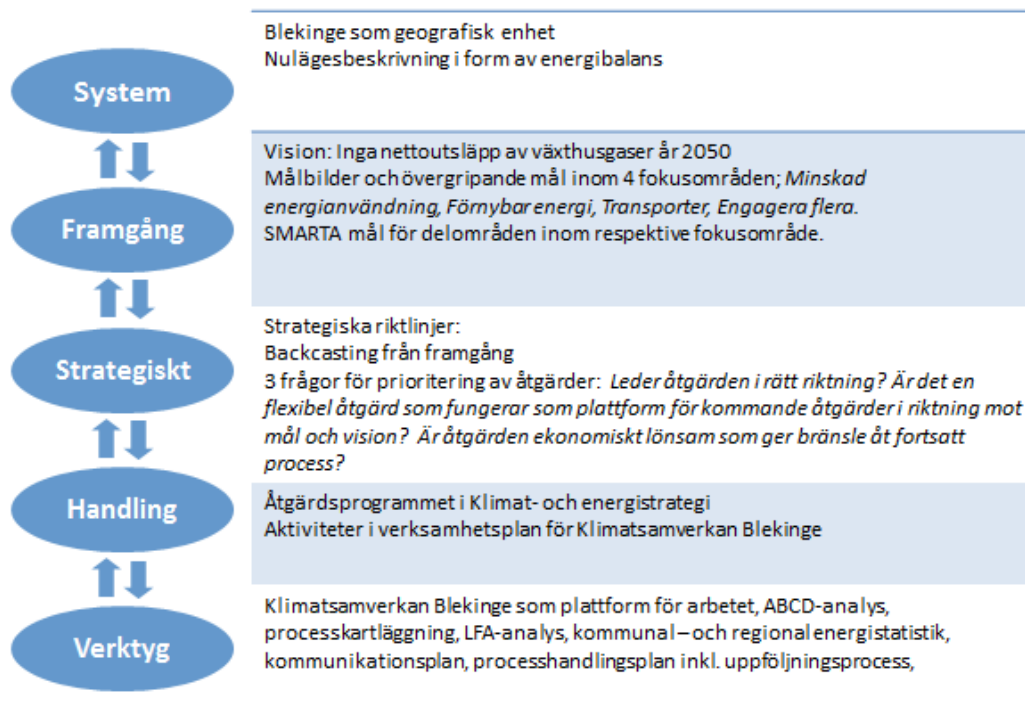 System
Blekinge som geografisk enhet
Nulägesbeskrivning i form av energibalans
Framgång
Vision: Inga nettoutsläpp av växthusgaser år 2050
Målbilder och övergripande mål inom 4 fokusområden; Minskad
energianvändning, Förnybar energi, Transporter, Engagera flera.
SMARTA mål för delområden inom respektive fokusområde.
Strategiskt
Strategiska riktlinjer:
Backcasting från framgång
3 frågor för prioritering av åtgärder: Leder åtgärden i rätt riktning? Är det en
flexibel åtgärd som fungerar som plattform för kommande åtgärder i riktning mot
mål och vision? Är åtgärden ekonomiskt lönsam som ger bränsle åt fortsatt
process?
Handling
Åtgärdsprogrammet i Klimat- och energistrategi
Aktiviteter i verksamhetsplan för Klimatsamverkan Blekinge
Verktyg
Klimatsamverkan Blekinge som plattform för arbetet, ABCD-analys,
processkartläggning, LFA-analys, kommunal – och regional energistatistik,
kommunikationsplan, processhandlingsplan inkl. uppföljningsprocess,